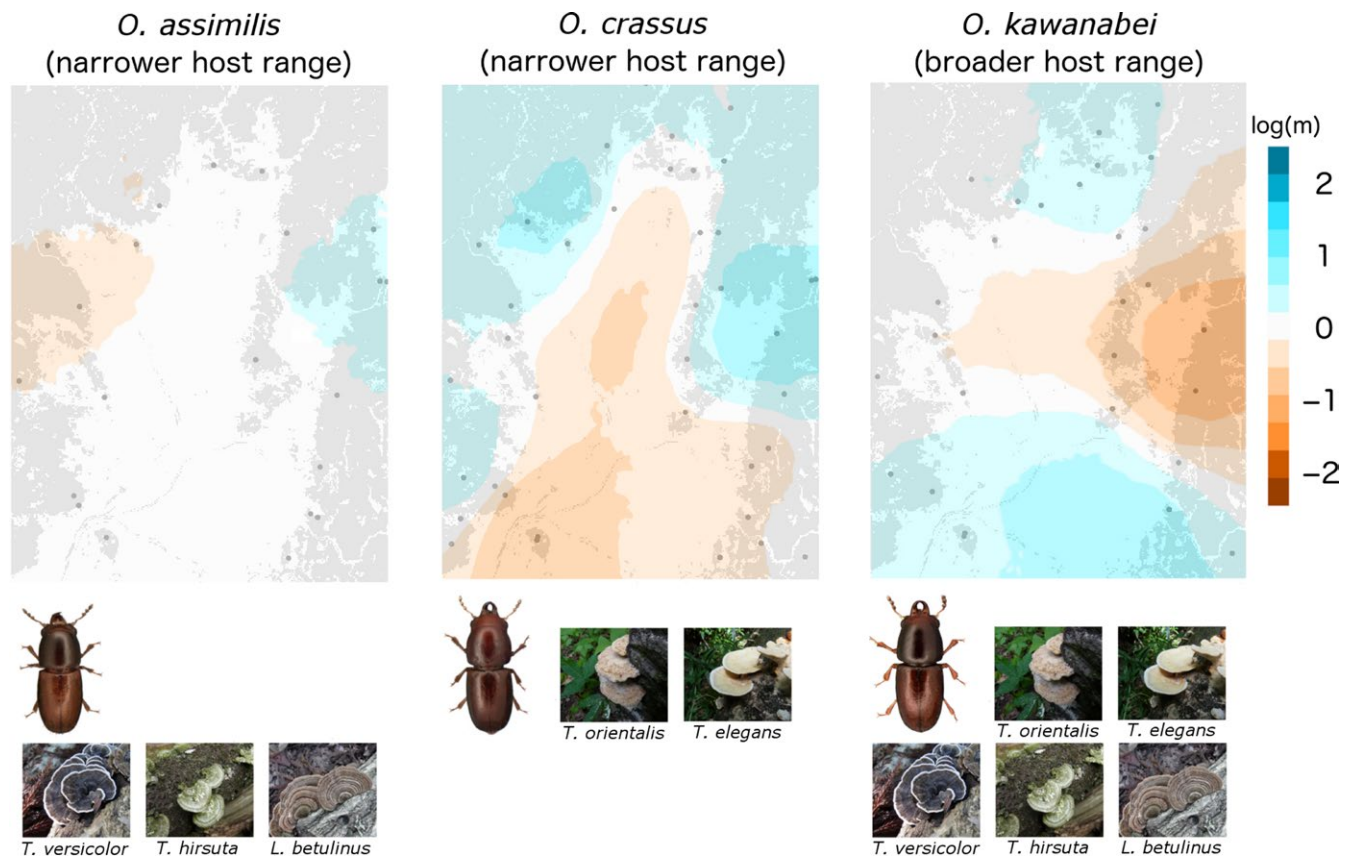 O. assimilis
(narrower host range)
O. crassus
(narrower host range)
O. kawanabei
(broader host range)
log(m)
2
1
0
−1
−2
T. orientalis
T. elegans
T. orientalis
T. elegans
T. versicolor
T. hirsuta
L. betulinus
T. versicolor
T. hirsuta
L. betulinus